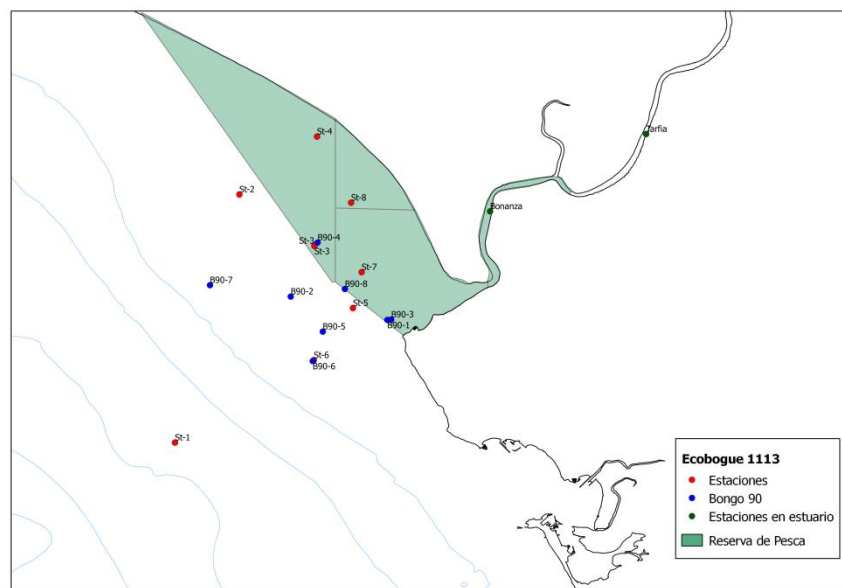 St-4
Tarfia
St-2
St-8
Bonanza
St-3
B90-4
St-3
St-7
B90-7
B90-8
B90-2
St-5
B90-3
B90-1
B90-5
St-6
B90-6
St-1
Ecobogue 1113
Estaciones
Bongo 90
Estaciones en estuario
Reserva de Pesca